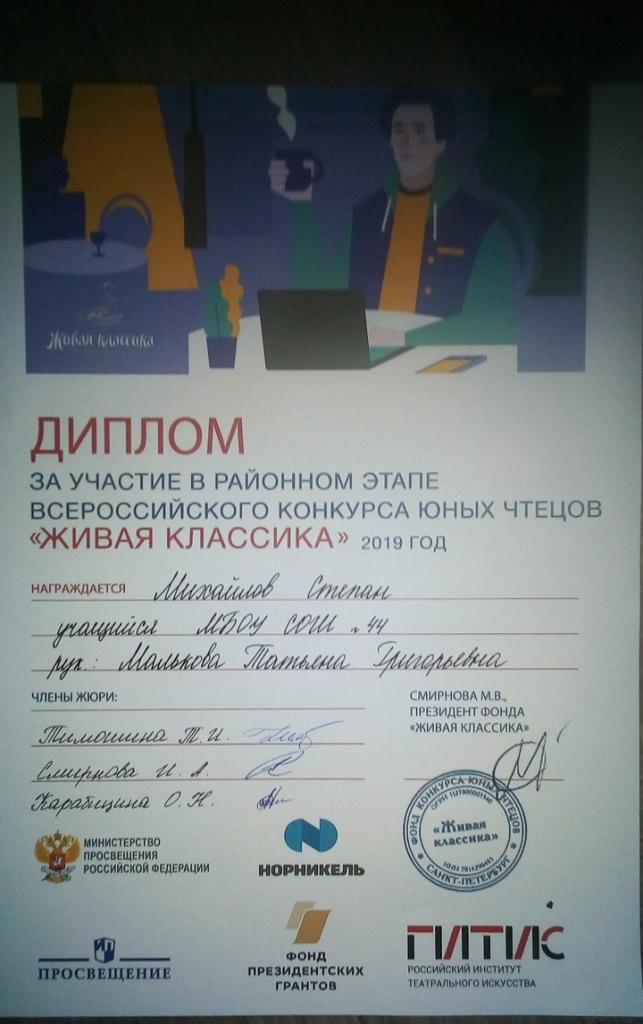 Живая классика
ДИПЛОМ
ЗА УЧАСТИЕ В РАЙОННОМ ЭТАПЕ
ВСЕРОССИЙСКОГО КОНКУРСА ЮНЫХ ЧТЕЦОВ
«ЖИВАЯ КЛАССИКА» 2019 ГОД
НАГРАЖДАЕТСЯ Михайлов Степан
учащийся МБОУ СОШ №44
рук.: Малькова Татьяна Григорьевна
ЧЛЕНЫ ЖЮРИ:
Тимошина Т.И.
Смирнова И. А.
Карабицина О.Н.
СМИРНОВА М.В.,
ПРЕЗИДЕНТ ФОНДА
«ЖИВАЯ КЛАССИКА»
ФОНД КОНКУРСА ЮНЫХ ЧТЕЦОВ
«Живая
классика»
САНКТ-ПЕТЕРБУРГ
МИНИСТЕРСТВО
ПРОСВЕЩЕНИЯ
РОССИЙСКОЙ ФЕДЕРАЦИИ
НОРНИКЕЛЬ
ПРОСВЕЩЕНИЕ
ФОНД
ПРЕЗИДЕНТСКИХ
ГРАНТОВ
ГИТИС
РОССИЙСКИЙ ИНСТИТУТ
ТЕАТРАЛЬНОГО ИСКУССТВА